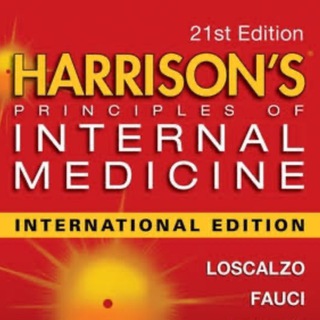 21st Edition
HARRISON'S
PRINCIPLES OF
INTERNAL
MEDICINE
INTERNATIONAL EDITION
LOSCALZO
FAUCI